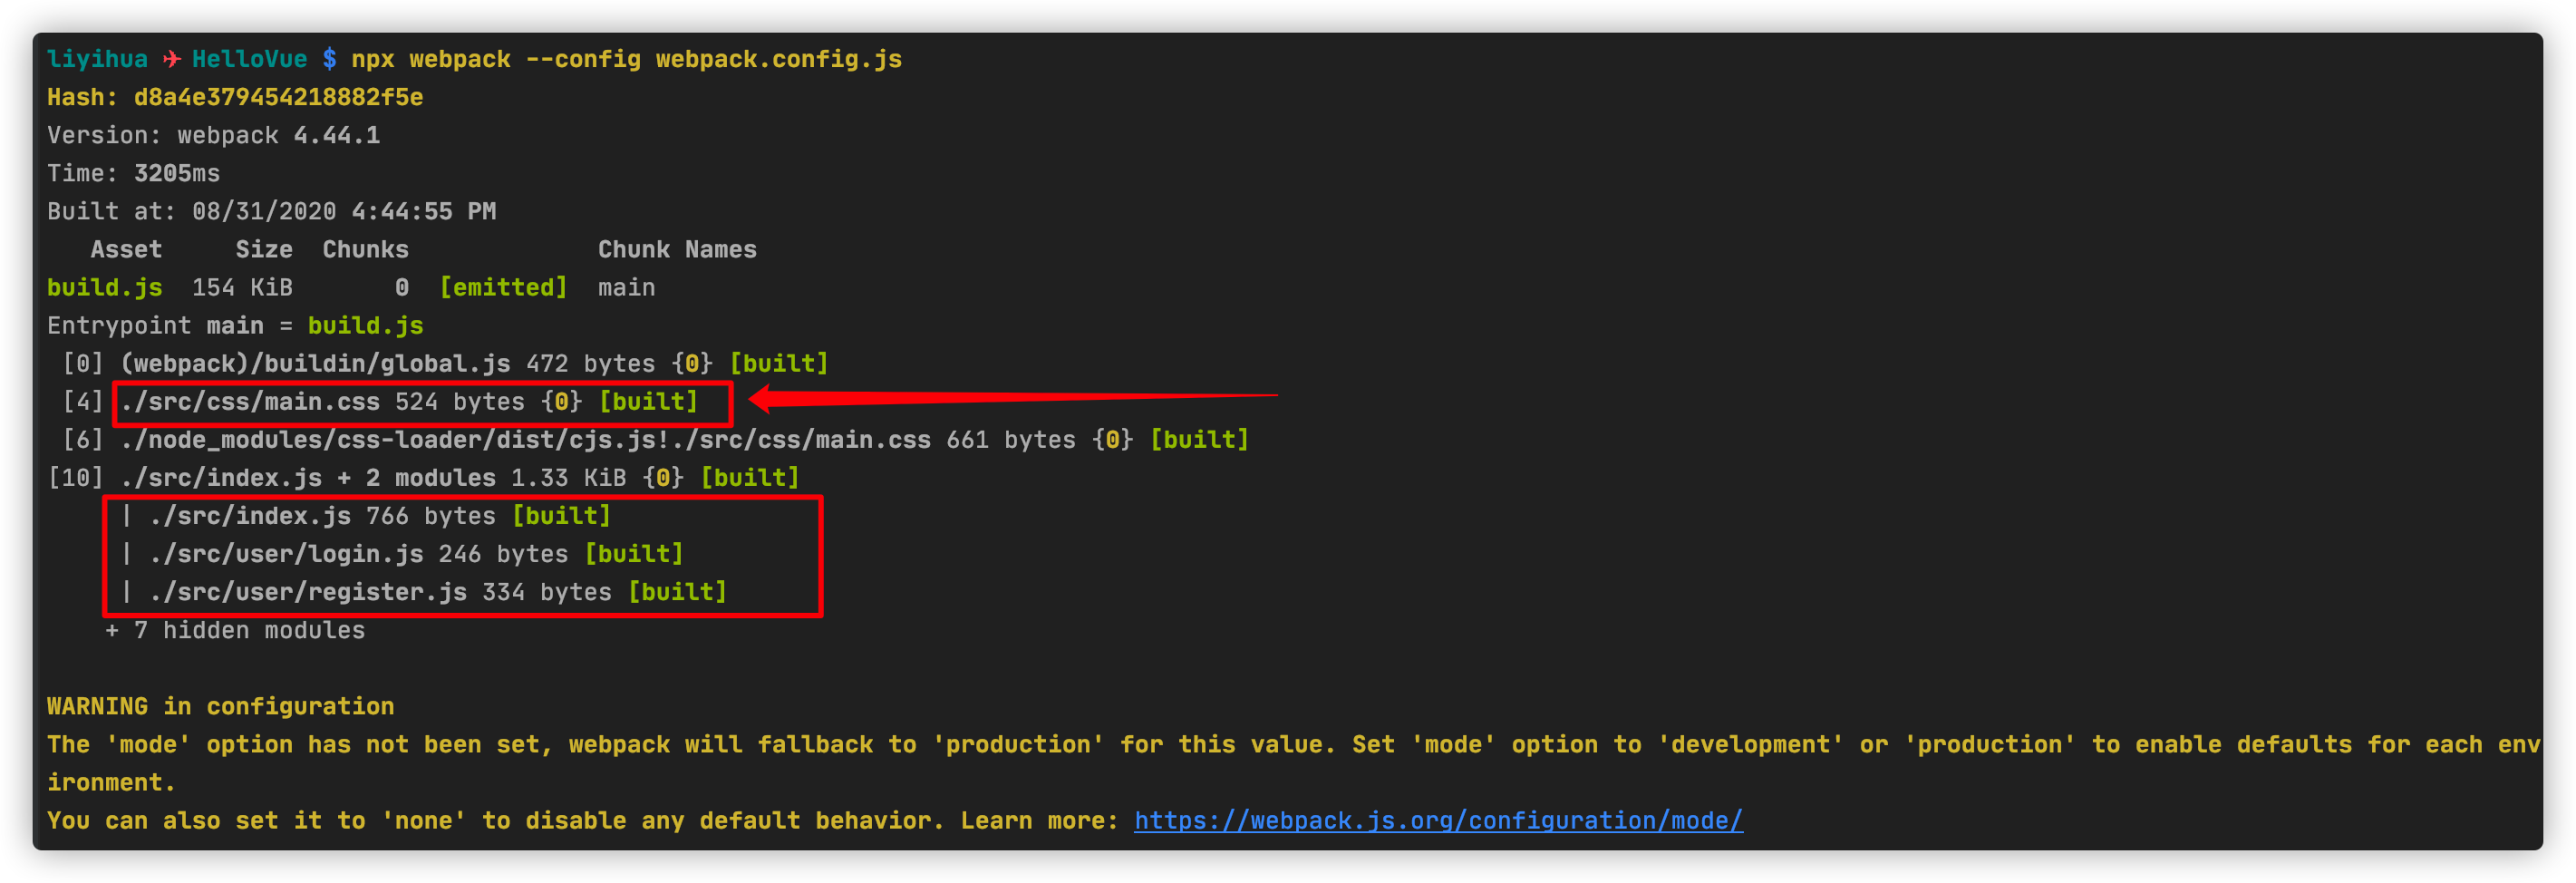 liyihua ✈ HelloVue $ npx webpack --config webpack.config.js
Hash: d8a4e379454218882f5e
Version: webpack 4.44.1
Time: 3205ms
Built at: 08/31/2020 4:44:55 PM
Asset Size Chunks Chunk Names
build.js 154 KiB 0 [emitted] main
Entrypoint main = build.js
[0] (webpack)/buildin/global.js 472 bytes {0} [built]
[4] ./src/css/main.css 524 bytes {0} [built]
[6] ./node_modules/css-loader/dist/cjs.js!./src/css/main.css 661 bytes {0} [built]
[10] ./src/index.js + 2 modules 1.33 KiB {0} [built]
| ./src/index.js 766 bytes [built]
| ./src/user/login.js 246 bytes [built]
| ./src/user/register.js 334 bytes [built]
+ 7 hidden modules
WARNING in configuration
The 'mode' option has not been set, webpack will fallback to 'production' for this value. Set 'mode' option to 'development' or 'production' to enable defaults for each env
ironment.
You can also set it to 'none' to disable any default behavior. Learn more: https://webpack.js.org/configuration/mode/